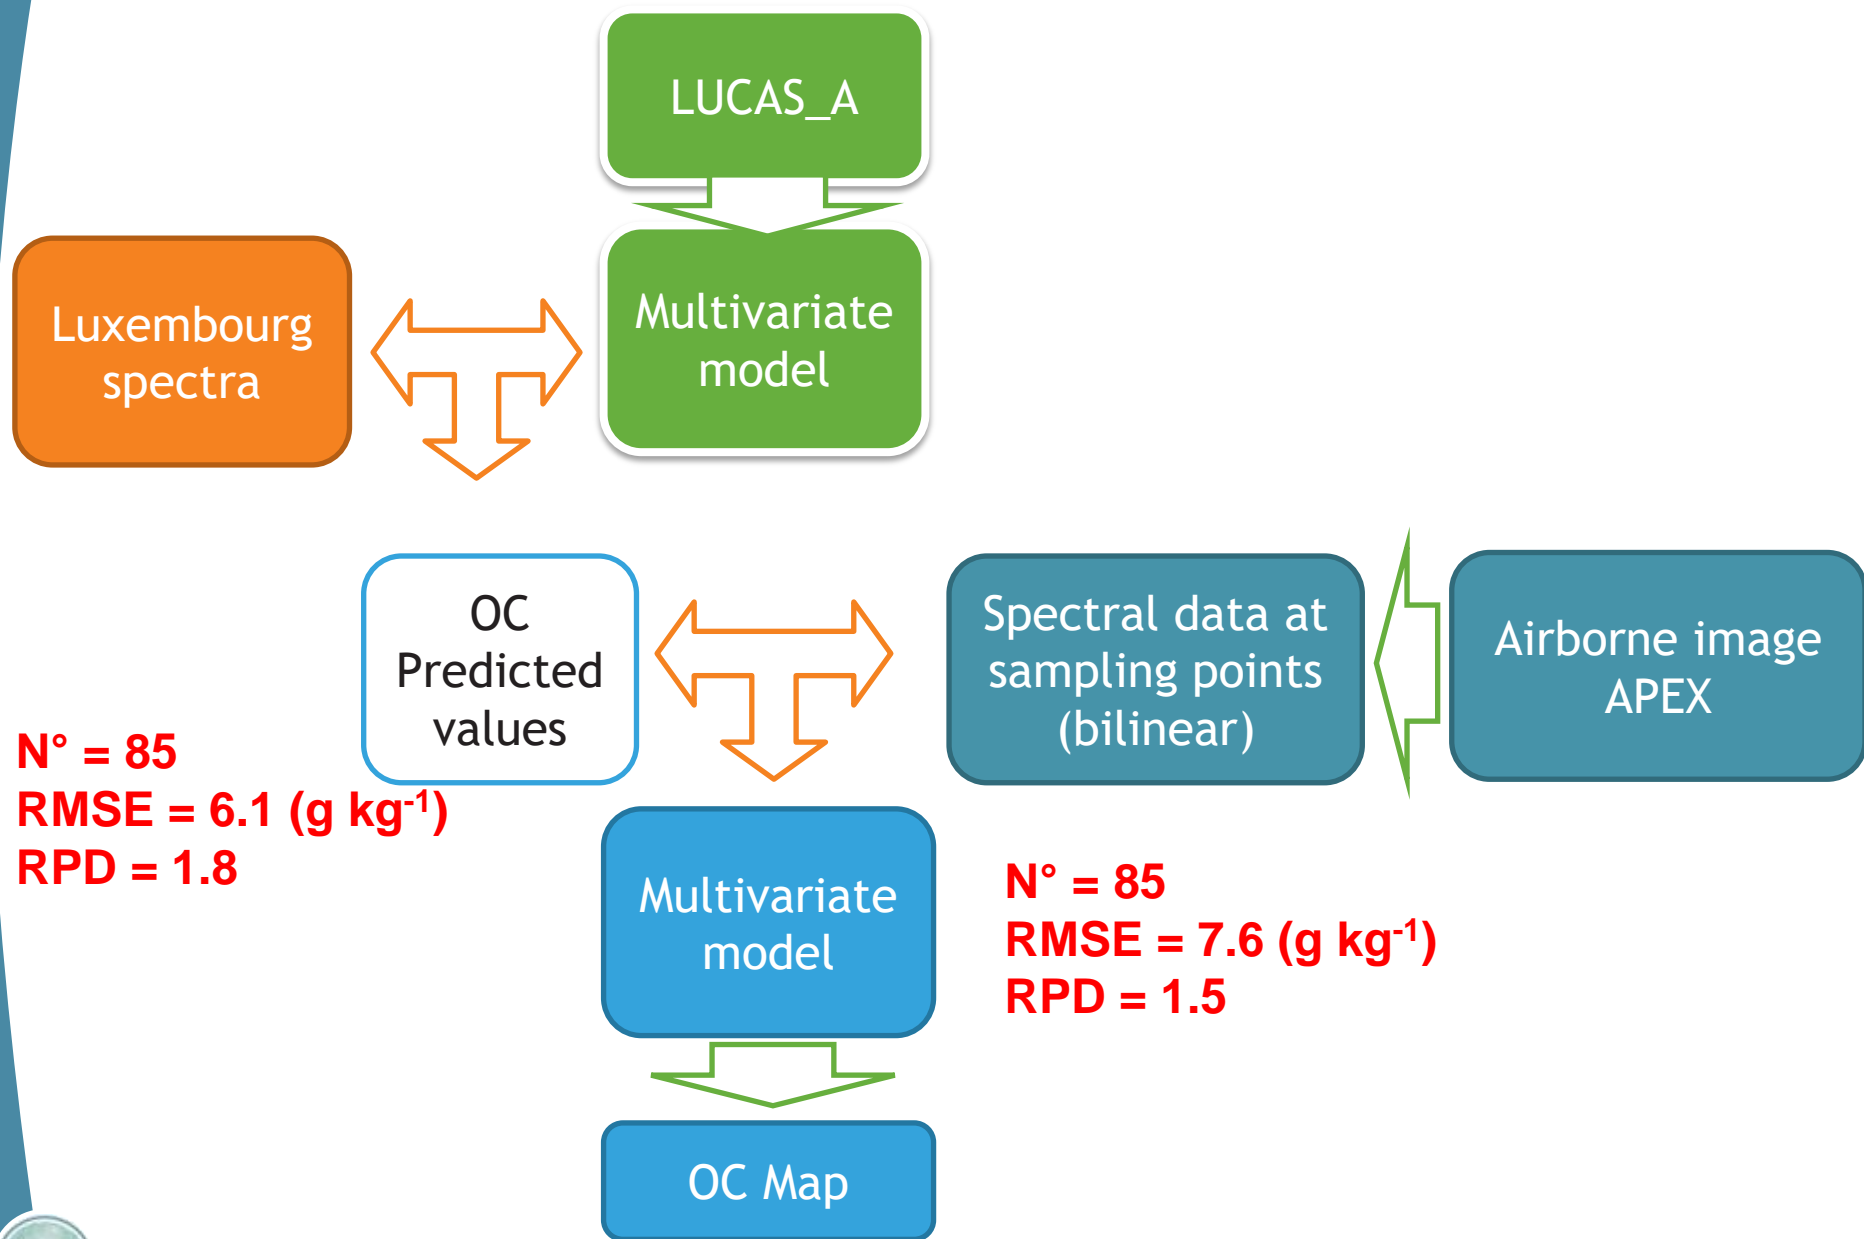 LUCAS_A
Luxembourg
spectra
Multivariate
model
OC
Predicted
values
Spectral data at
sampling points
(bilinear)
Airborne image
APEX
N° = 85
RMSE = 6.1 (g kg-1)
RPD = 1.8
Multivariate
model
N° = 85
RMSE = 7.6 (g kg-1)
RPD = 1.5
OC Map